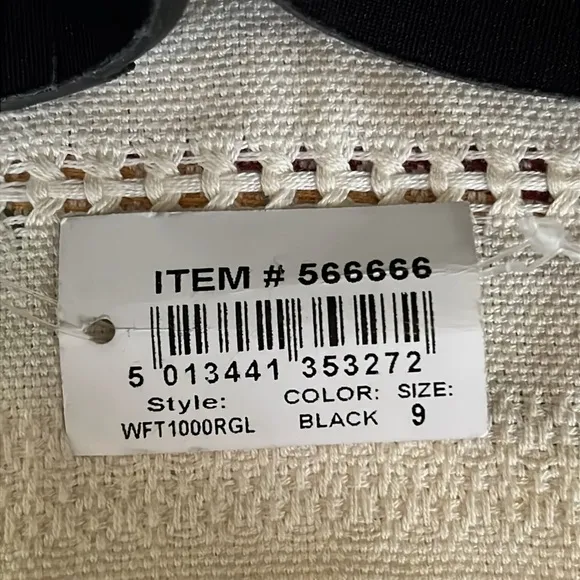 ITEM # 566666
5 013441 353272
Style: COLOR: SIZE:
WFT1000RGL BLACK 9